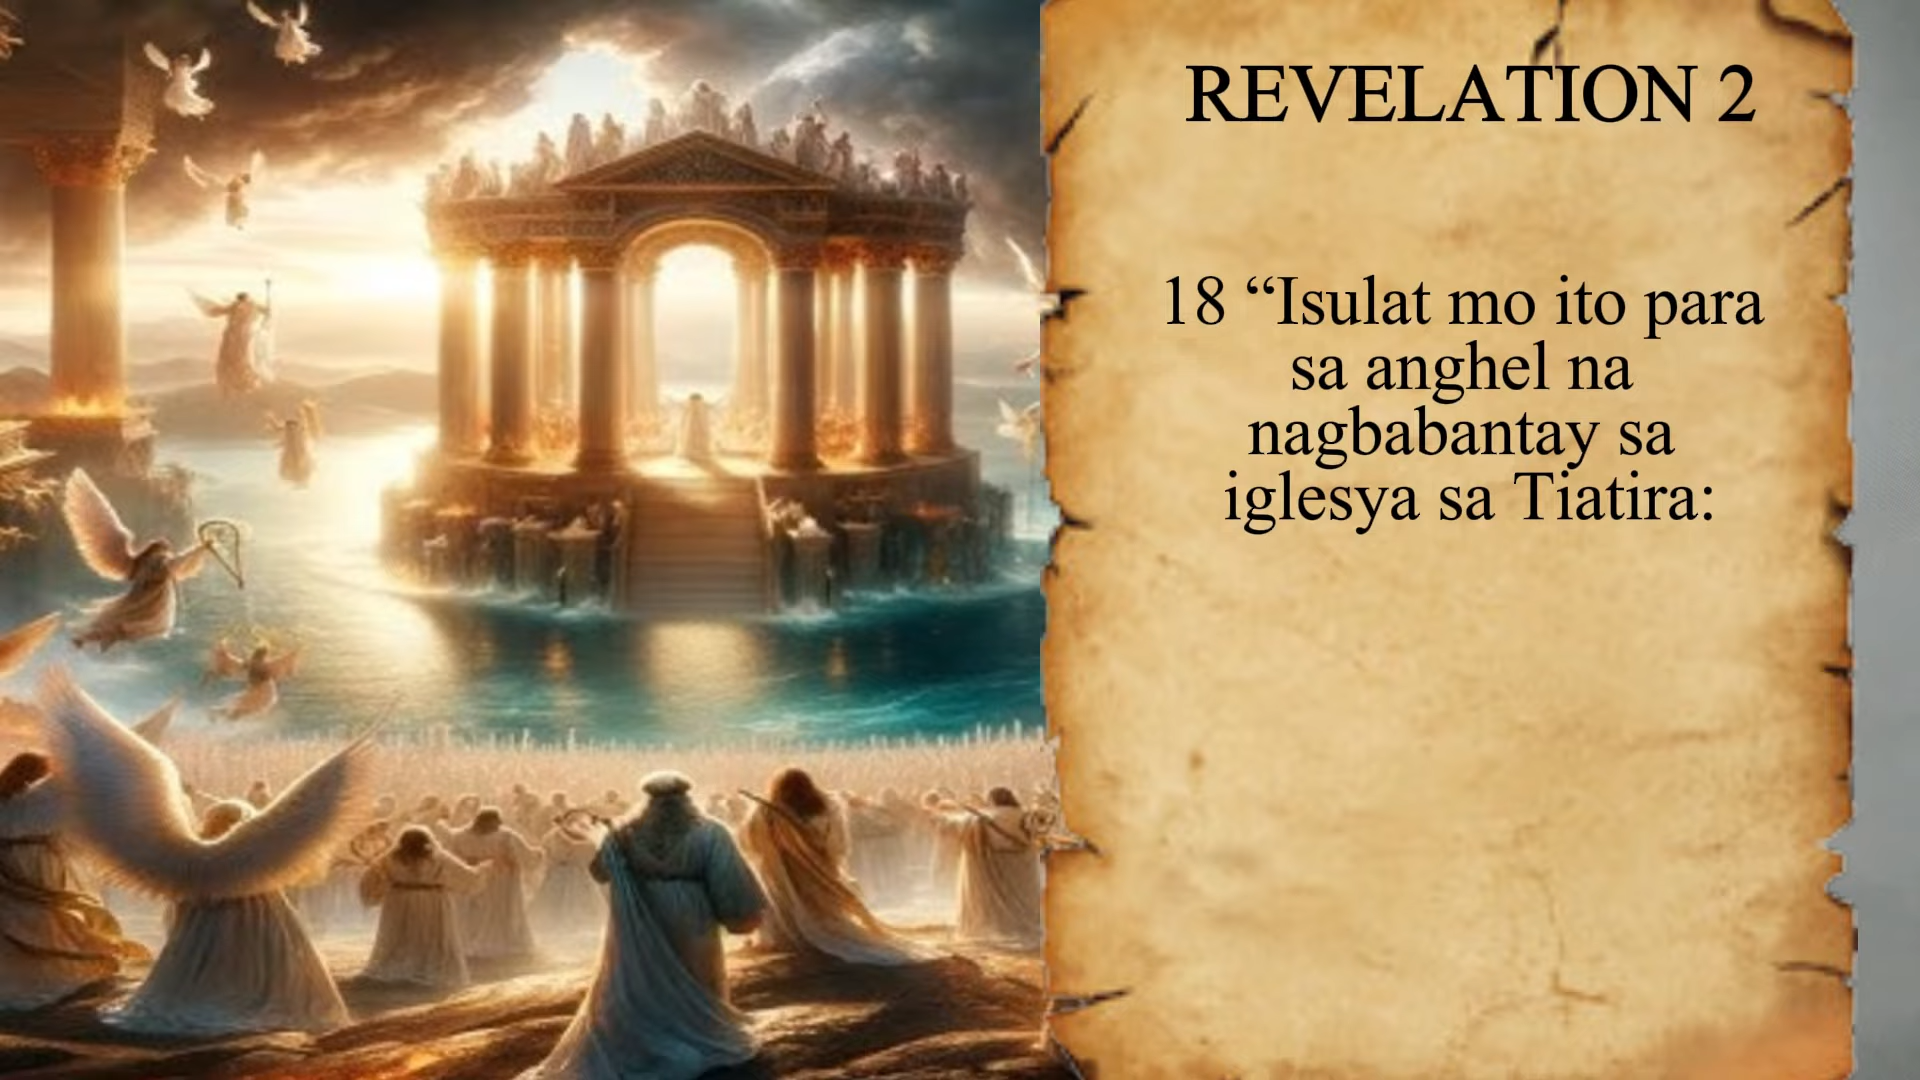 REVELATION 2
18 “Isulat mo ito para
sa anghel na
nagbabantay sa
iglesya sa Tiatira: